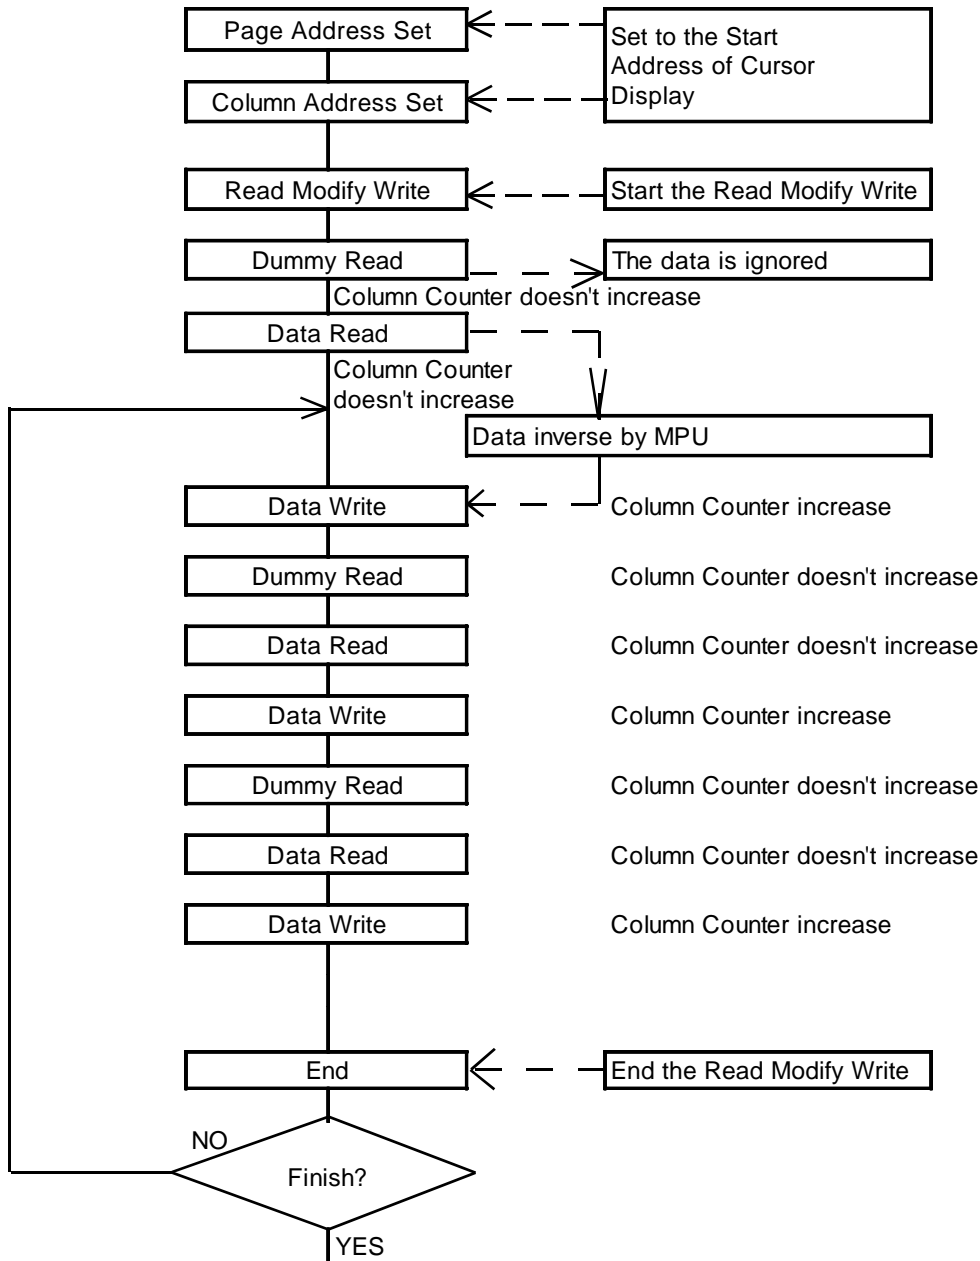 Page Address Set
Set to the Start
Address of Cursor
Display
Column Address Set
Read Modify Write
Start the Read Modify Write
Dummy Read
The data is ignored
Column Counter doesn't increase
Data Read
Column Counter
doesn't increase
Data inverse by MPU
Data Write
Column Counter increase
Dummy Read
Column Counter doesn't increase
Data Read
Column Counter doesn't increase
Data Write
Column Counter increase
Dummy Read
Column Counter doesn't increase
Data Read
Column Counter doesn't increase
Data Write
Column Counter increase
End
End the Read Modify Write
NO
Finish?
YES